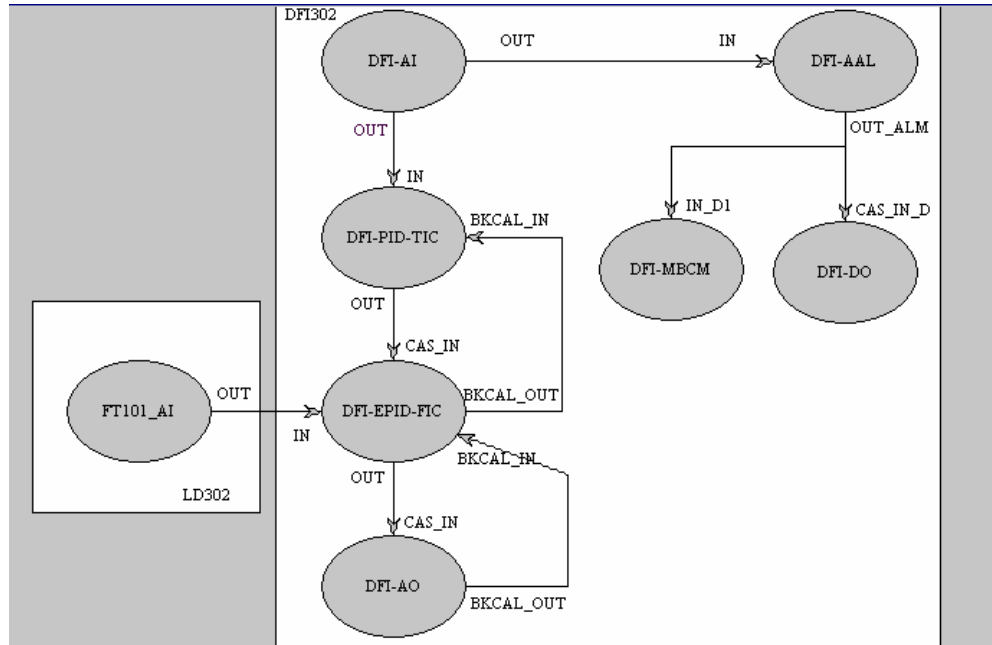 DFI302
DFI-AI
OUT
IN
DFI-AAL
OUT
OUT_ALM
IN
IN_D1
CAS_IN_D
BKCAL_IN
DFI-PID-TIC
DFI-MBCM
DFI-DO
OUT
CAS_IN
FT101_AI
OUT
IN
DFI-EPID-FIC
BKCAL_OUT
LD302
OUT
BKCAL_IN
CAS_IN
DFI-AO
BKCAL_OUT